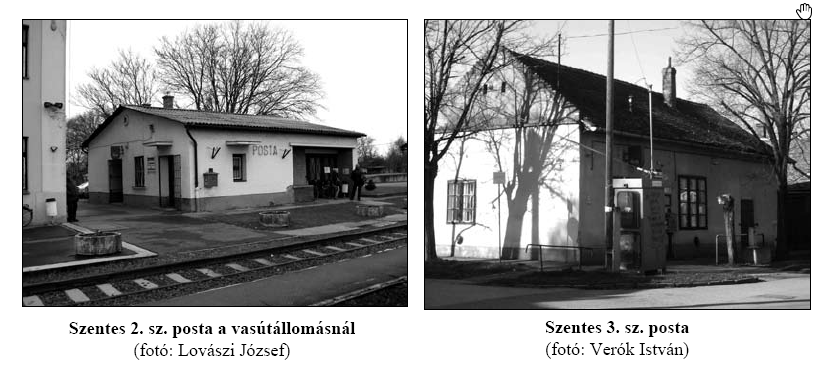 POSTA
Szentes 2. sz. posta a vasútállomásnál
(fotó: Lovászi József)
Szentes 3. sz. posta
(fotó: Verók István)